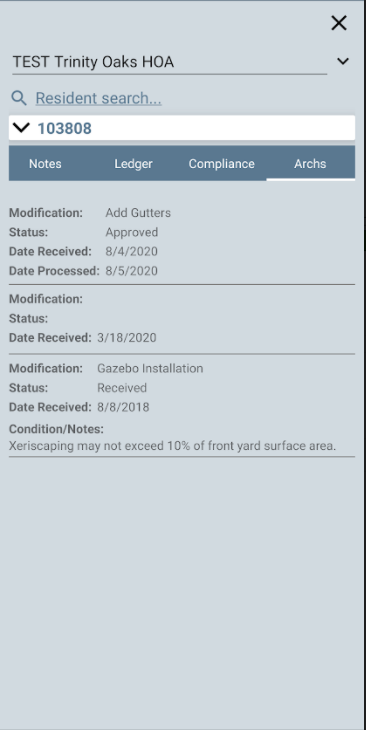 TEST Trinity Oaks HOA
Resident search...
103808
Notes Ledger Compliance Archs
Modification: Add Gutters
Status: Approved
Date Received: 8/4/2020
Date Processed: 8/5/2020
Modification:
Status:
Date Received: 3/18/2020
Modification: Gazebo Installation
Status: Received
Date Received: 8/8/2018
Condition/Notes:
Xeriscaping may not exceed 10% of front yard surface area.